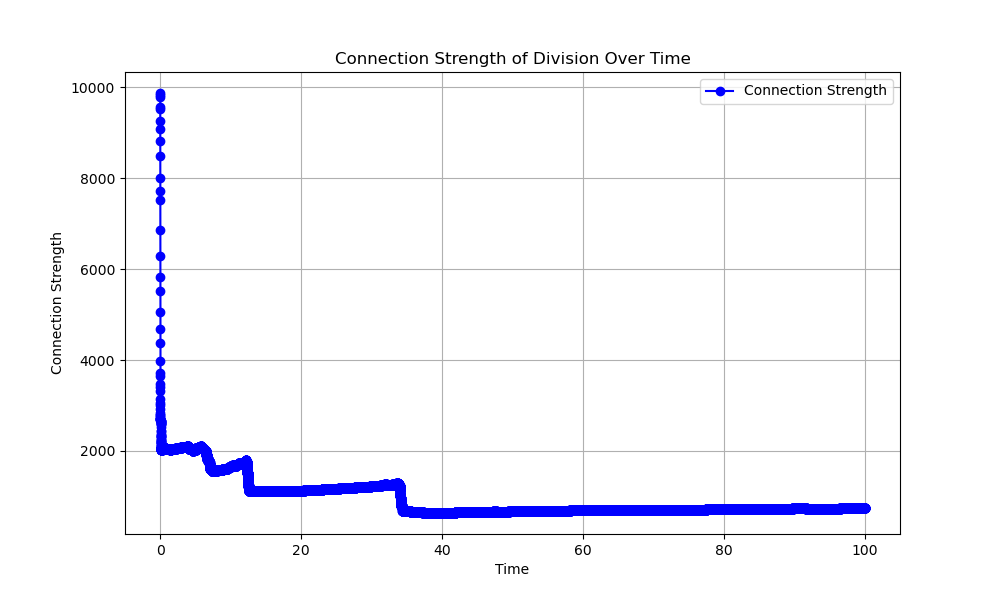 Connection Strength of Division Over Time
Connection Strength
10000
8000
6000
4000
2000
Connection Strength
0
20
40
60
80
100
Time